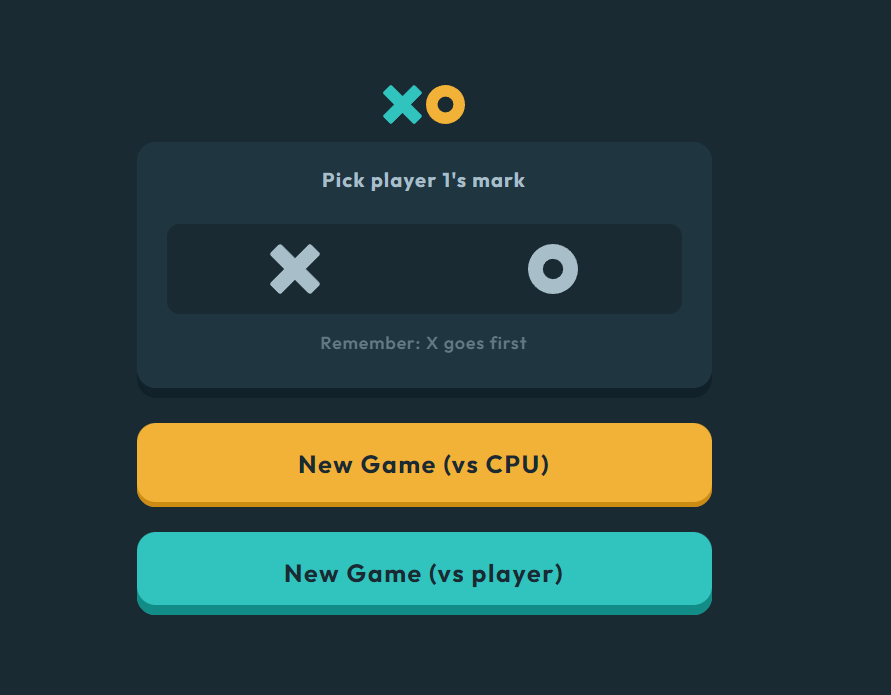 XO
Pick player 1's mark
X O
Remember: X goes first
New Game (vs CPU)
New Game (vs player)